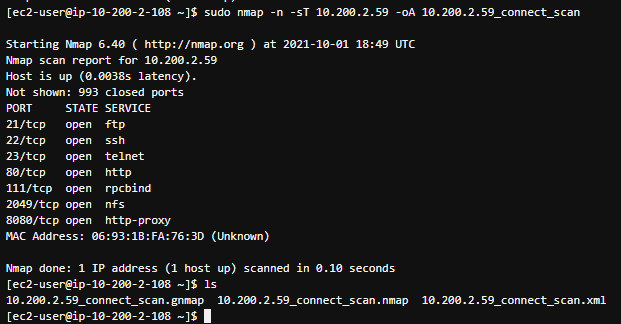 [ec2-user@ip-10-200-2-108 ~]$ sudo nmap -n -sT 10.200.2.59 -oA 10.200.2.59_connect_scan
Starting Nmap 6.40 ( http://nmap.org ) at 2021-10-01 18:49 UTC
Nmap scan report for 10.200.2.59
Host is up (0.0038s latency).
Not shown: 993 closed ports
PORT     STATE SERVICE
21/tcp   open  ftp
22/tcp   open  ssh
23/tcp   open  telnet
80/tcp   open  http
111/tcp  open  rpcbind
2049/tcp open  nfs
8080/tcp open  http-proxy
MAC Address: 06:93:1B:FA:76:3D (Unknown)
Nmap done: 1 IP address (1 host up) scanned in 0.10 seconds
[ec2-user@ip-10-200-2-108 ~]$ ls
10.200.2.59_connect_scan.gnmap  10.200.2.59_connect_scan.nmap  10.200.2.59_connect_scan.xml
[ec2-user@ip-10-200-2-108 ~]$